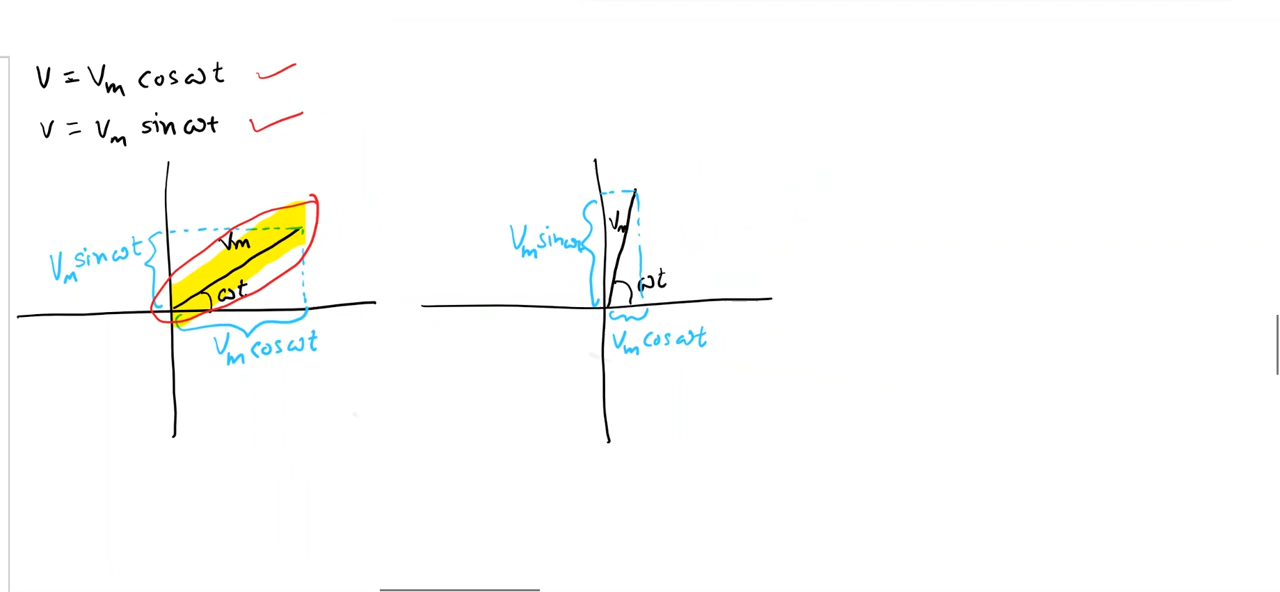 V = Vm cos ωt
V = Vm sin ωt
Vm sin ωt
Vm
ωt
Vm cos ωt
Vm sin ωt
Vm
ωt
Vm cos ωt